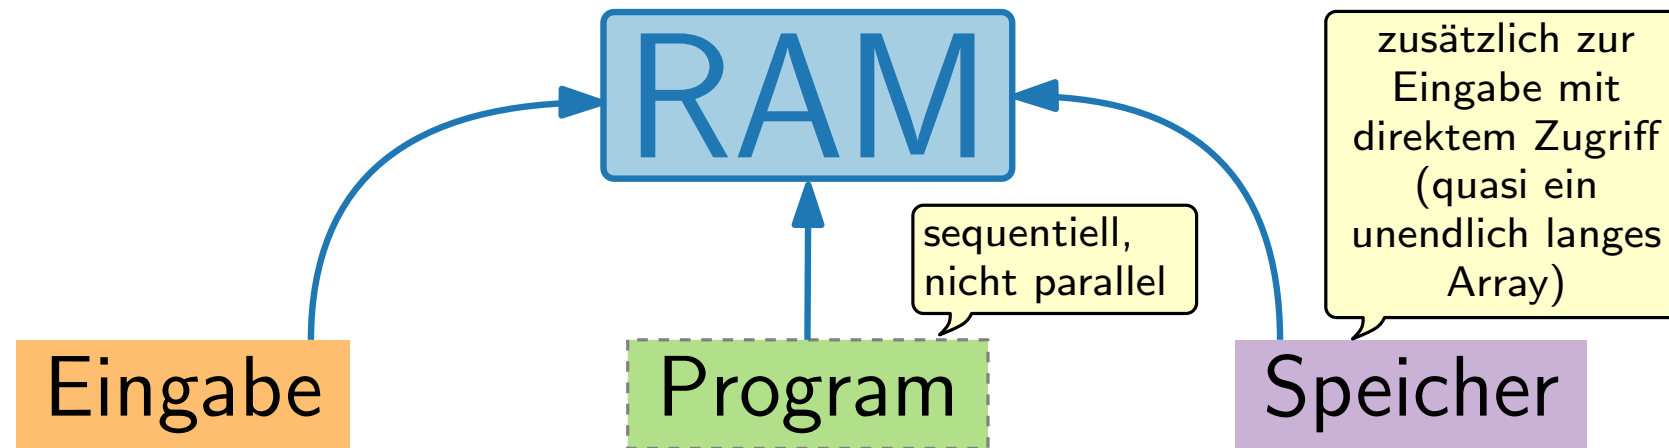 RAM
zusätzlich zur
Eingabe mit
direktem Zugriff
(quasi ein
unendlich langes
Array)
sequentiell,
nicht parallel
Eingabe
Program
Speicher